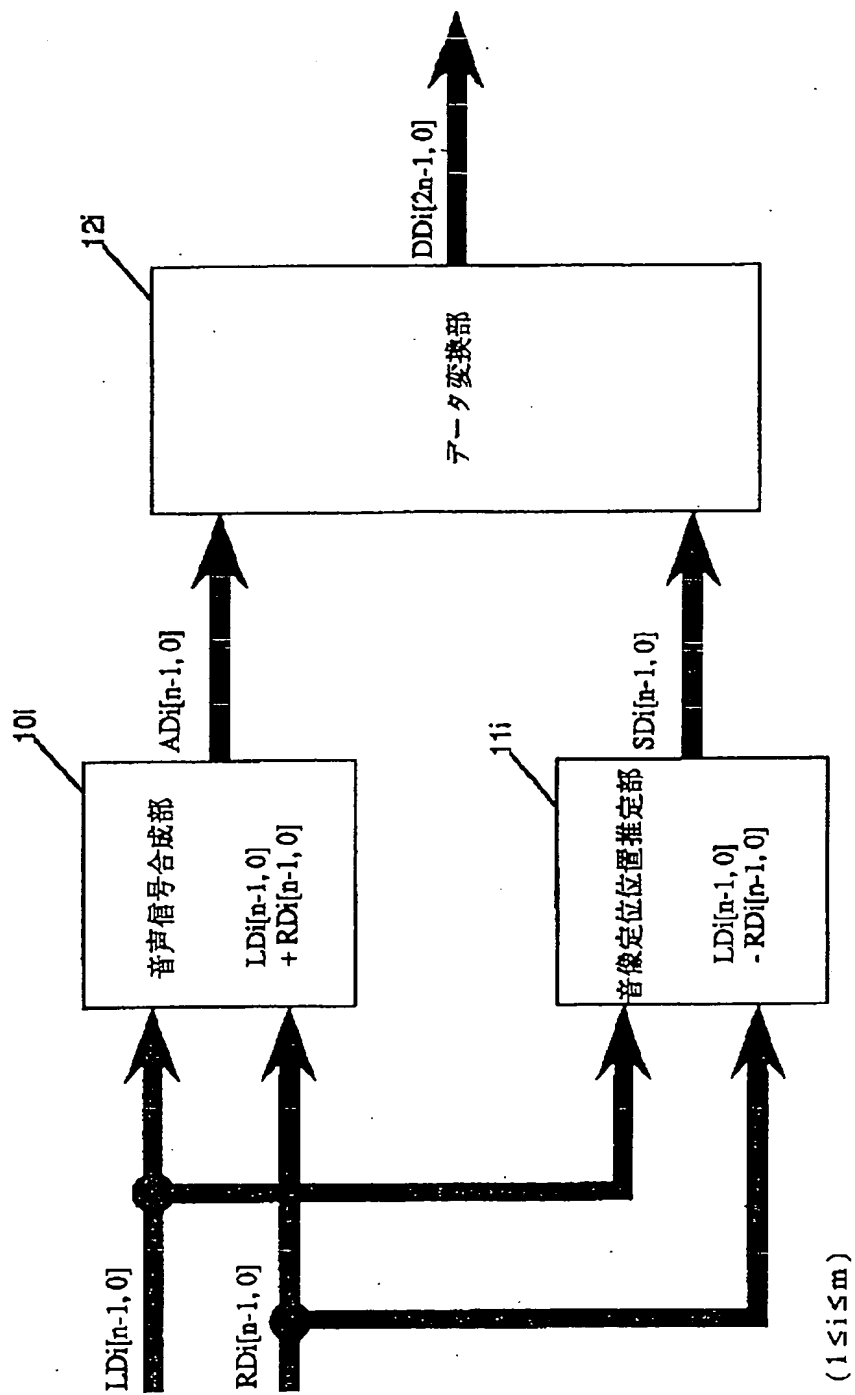 LDi[n-1, 0]
RDi[n-1, 0]
10i
音声信号合成部
LDi[n-1, 0]
+ RDi[n-1, 0]
ADi[n-1, 0]
11i
音像定位位置推定部
LDi[n-1, 0]
- RDi[n-1, 0]
SDi[n-1, 0]
12i
データ変換部
DDi[2n-1, 0]
(1≤i≤m)